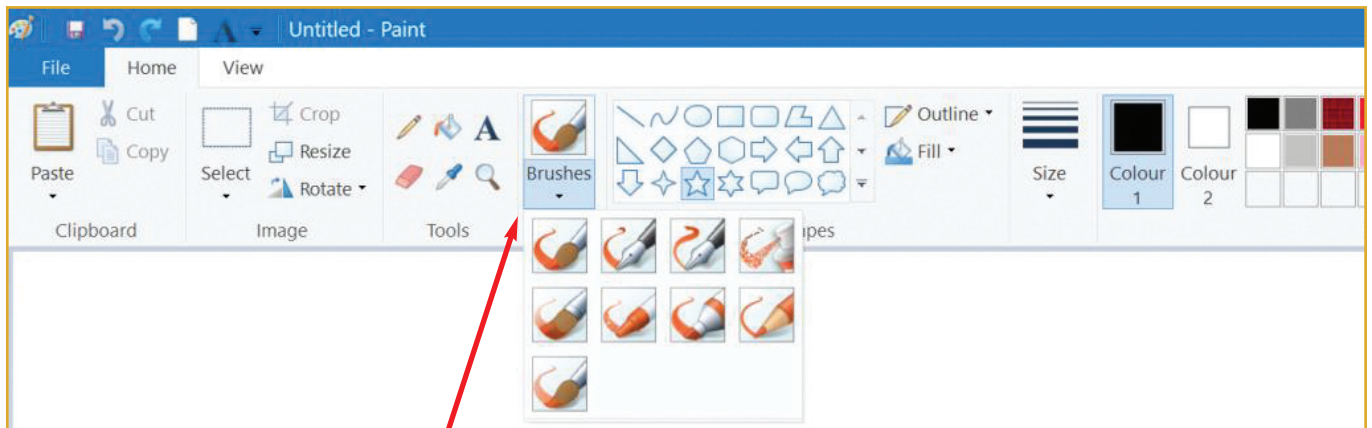 Untitled - Paint
File Home View
Cut
Copy
Paste
Clipboard
Select
Crop
Resize
Rotate
Image
A
Tools
Brushes
Outline
Fill
apes
Size
Colour 1
Colour 2